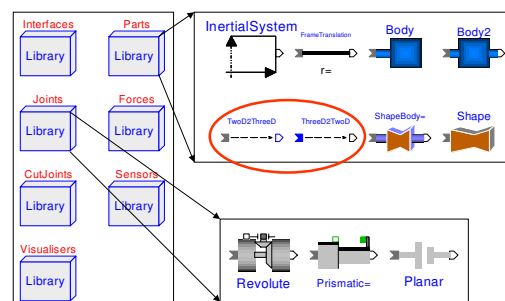 Interfaces
Library
Parts
Library
Joints
Library
Forces
Library
CutJoints
Library
Sensors
Library
Visualisers
Library
InertialSystem
FrameTranslation
r=
Body
Body2
TwoD2ThreeD
ThreeD2TwoD
ShapeBody=
Shape
Revolute
Prismatic=
Planar